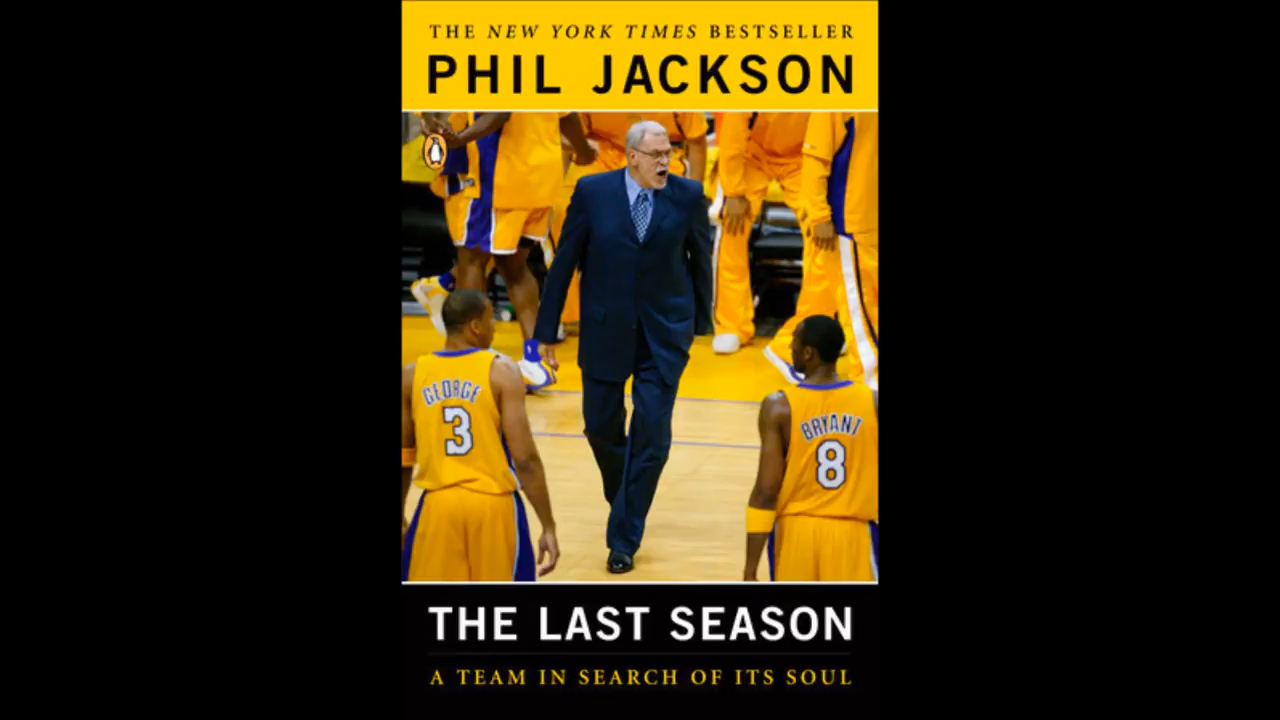 THE NEW YORK TIMES BESTSELLER
PHIL JACKSON
GEORGE
3
BRYANT
8
THE LAST SEASON
A TEAM IN SEARCH OF ITS SOUL